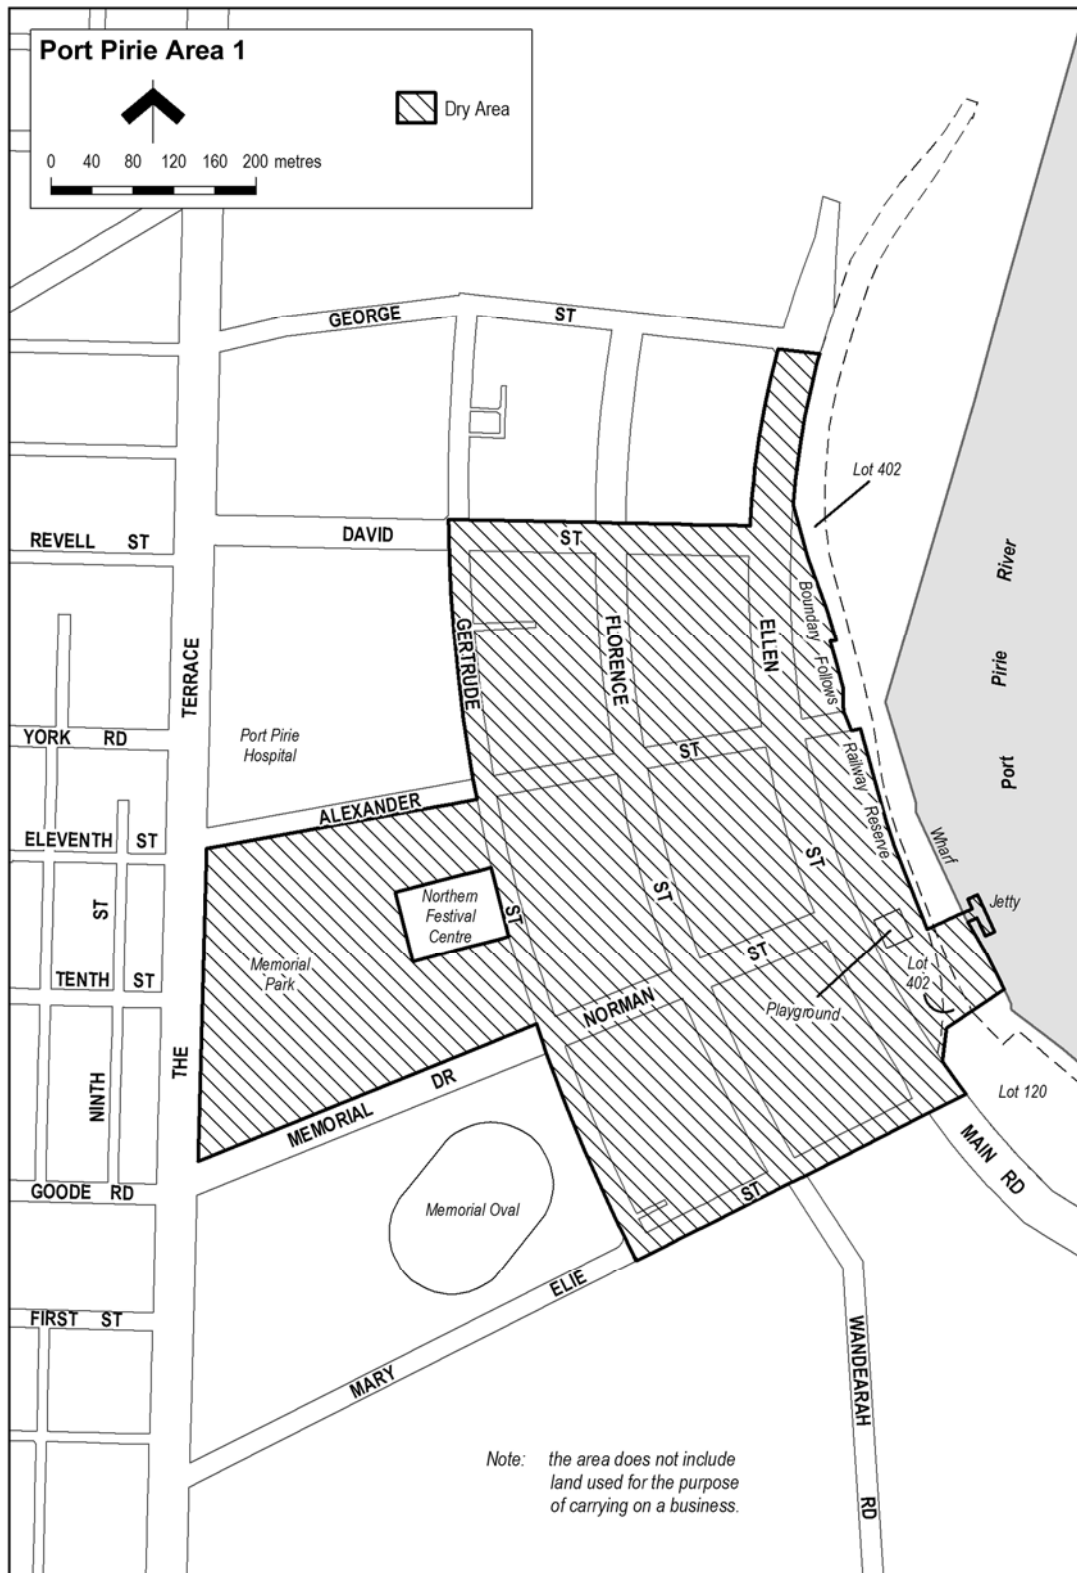 Port Pirie Area 1
Dry Area
0 40 80 120 160 200 metres
GEORGE ST
Lot 402
REVELL ST
DAVID ST
River
Pirie
Port
Boundary Follows Railway Reserve
TERRACE
GERTRUDE
FLORENCE
ELLEN
YORK RD
Port Pirie
Hospital
ST
ALEXANDER
ELEVENTH ST
Wharf
ST
ST
ST
Northern
Festival
Centre
ST
Jetty
Memorial
Park
TENTH ST
ST
Lot
402
NORMAN
Playground
THE
NINTH
MEMORIAL DR
Lot 120
MAIN RD
GOODE RD
Memorial Oval
ST
ELIE
FIRST ST
MARY
WANDEARAH
RD
Note: the area does not include
land used for the purpose
of carrying on a business.